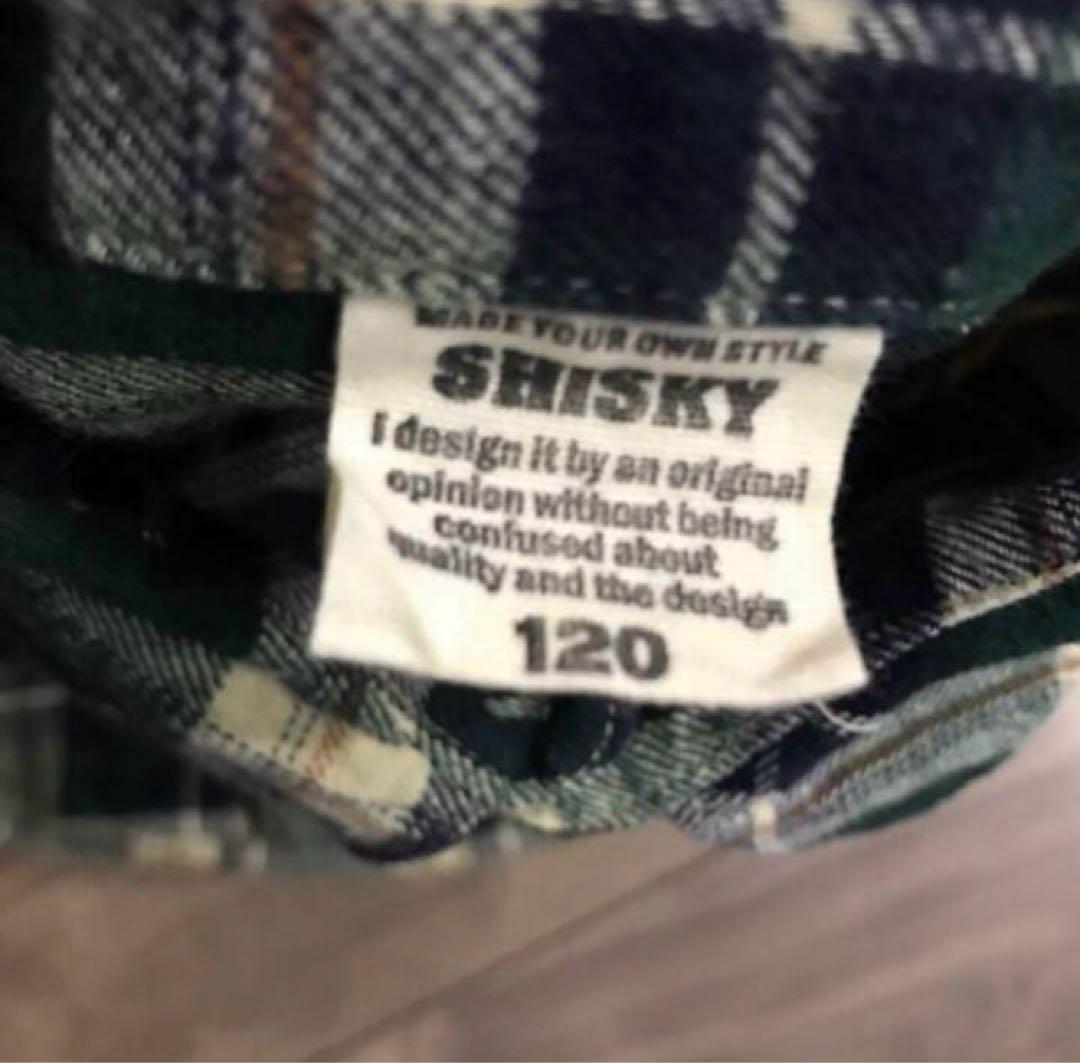 MADE YOUR OWN STYLE
SHISKY
I design it by an original
opinion without being
confused about
quality and the design
120